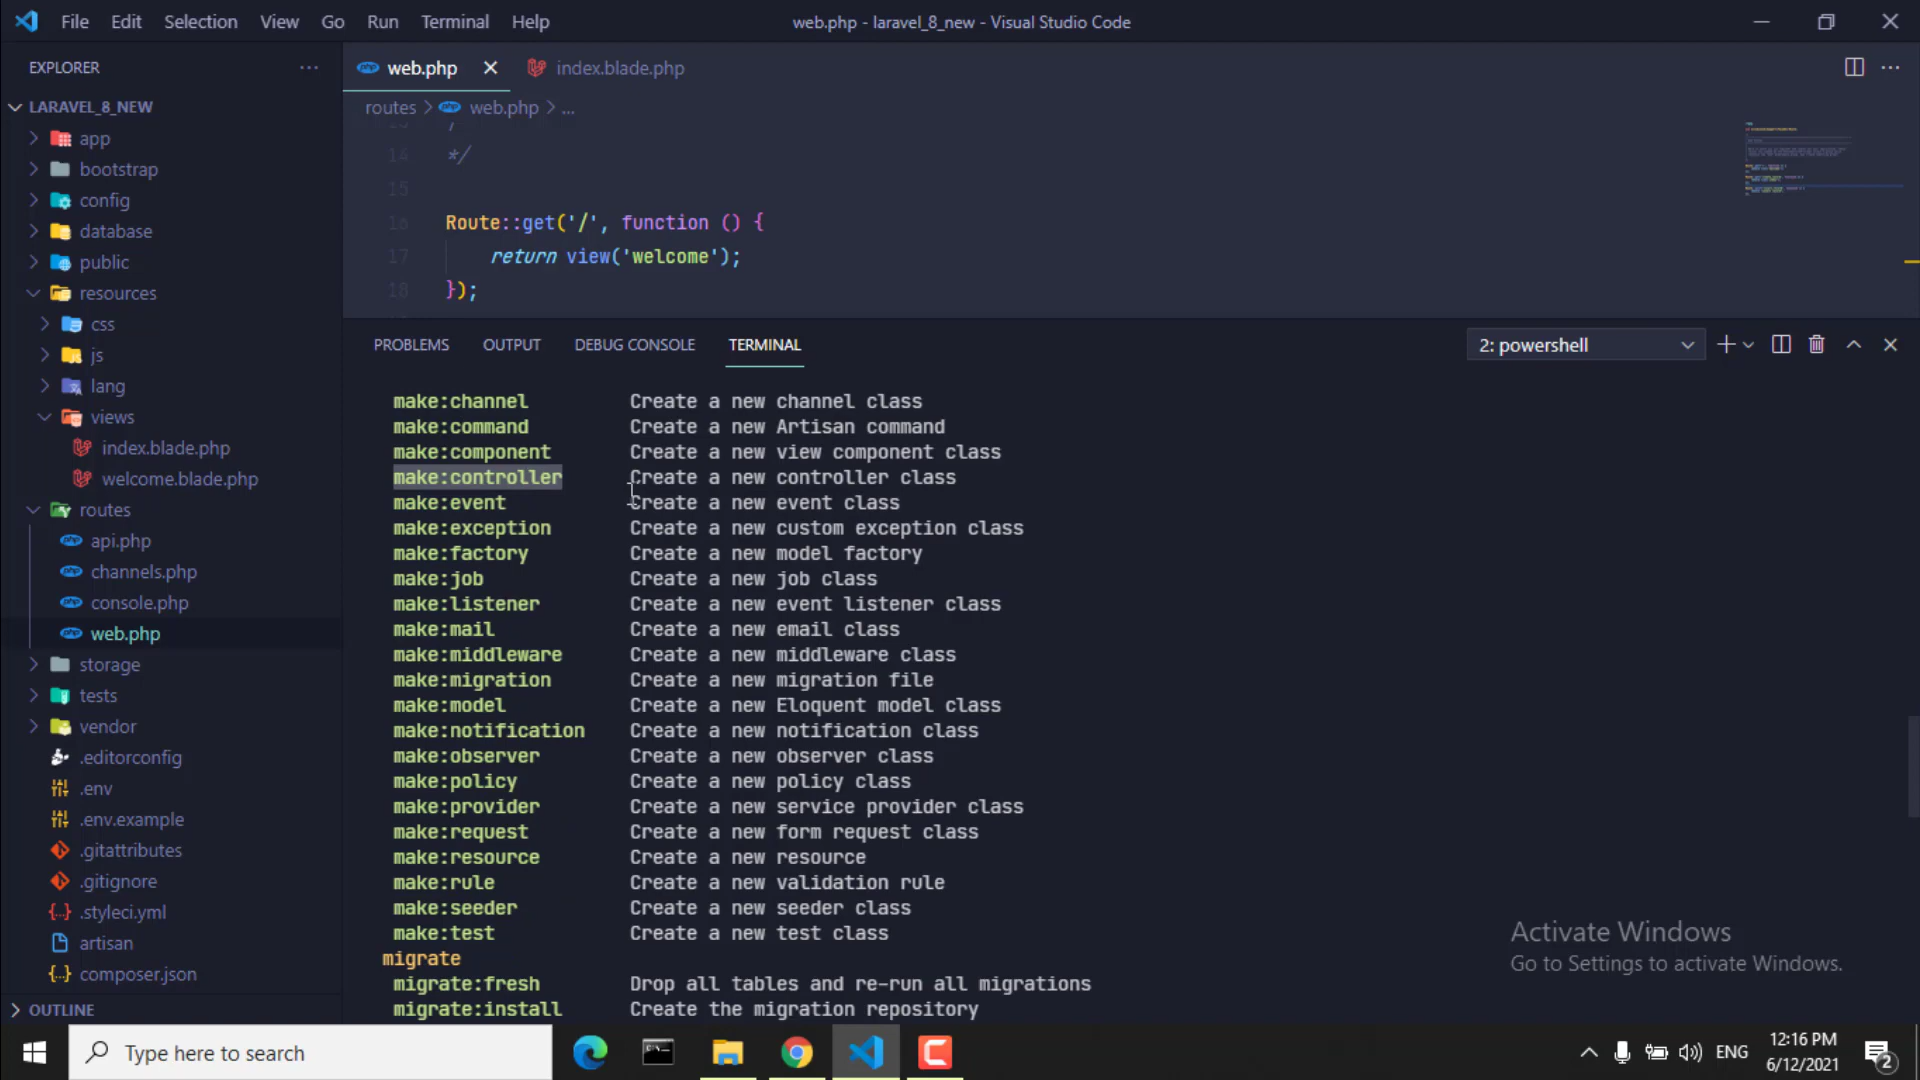 File Edit Selection View Go Run Terminal Help
web.php - laravel_8_new - Visual Studio Code
EXPLORER
LARAVEL_8_NEW
app
bootstrap
config
database
public
resources
css
js
lang
views
index.blade.php
welcome.blade.php
routes
api.php
channels.php
console.php
web.php
storage
tests
vendor
.editorconfig
.env
.env.example
.gitattributes
.gitignore
.styleci.yml
artisan
composer.json
OUTLINE
web.php
index.blade.php
routes > web.php > ...
14 */
15
16 Route::get('/', function () {
17 return view('welcome');
18 });
PROBLEMS OUTPUT DEBUG CONSOLE TERMINAL
2: powershell
make:channel Create a new channel class
make:command Create a new Artisan command
make:component Create a new view component class
make:controller Create a new controller class
make:event Create a new event class
make:exception Create a new custom exception class
make:factory Create a new model factory
make:job Create a new job class
make:listener Create a new event listener class
make:mail Create a new email class
make:middleware Create a new middleware class
make:migration Create a new migration file
make:model Create a new Eloquent model class
make:notification Create a new notification class
make:observer Create a new observer class
make:policy Create a new policy class
make:provider Create a new service provider class
make:request Create a new form request class
make:resource Create a new resource
make:rule Create a new validation rule
make:seeder Create a new seeder class
make:test Create a new test class
migrate
migrate:fresh Drop all tables and re-run all migrations
migrate:install Create the migration repository
Activate Windows
Go to Settings to activate Windows.
Type here to search
ENG
12:16 PM
6/12/2021
2